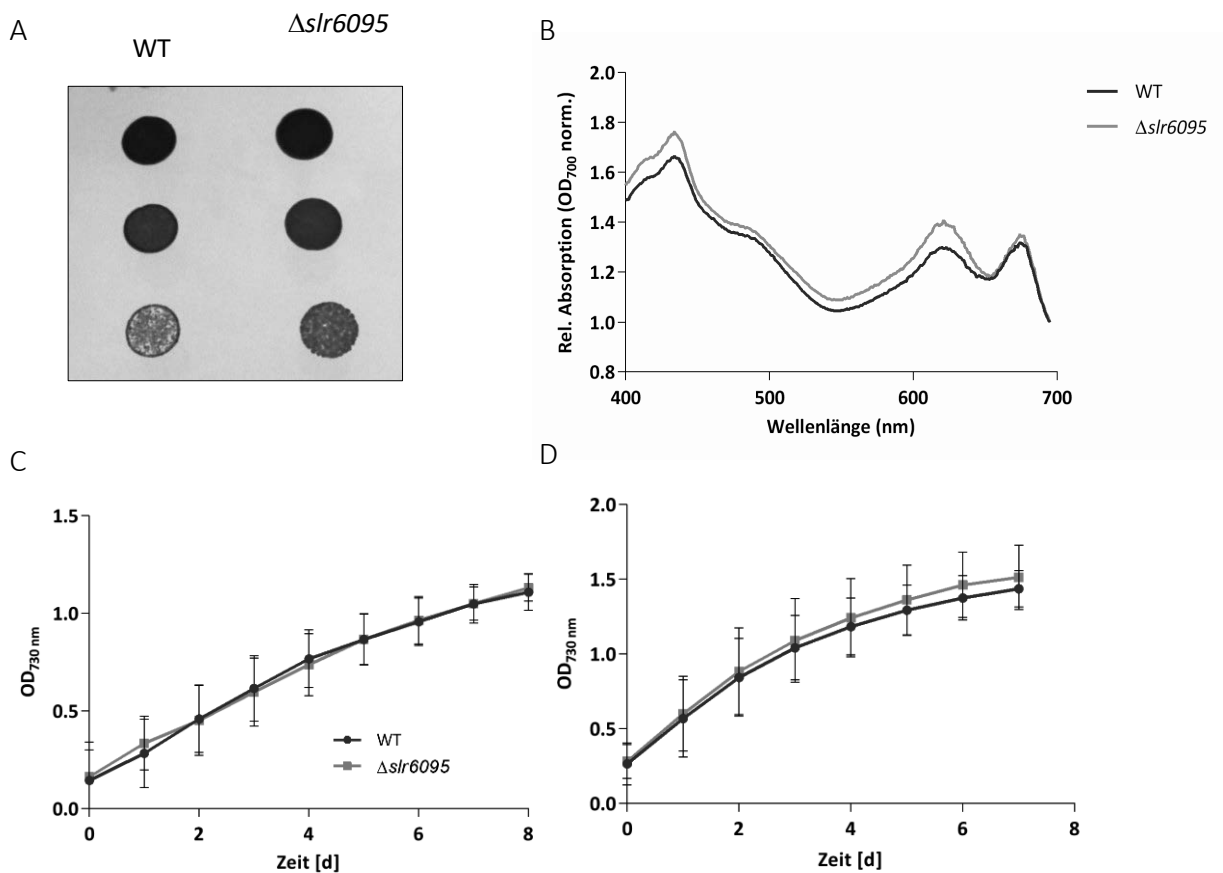 A
WT
Δslr6095
B
2.0
1.8
1.6
1.4
1.2
1.0
0.8
Rel. Absorption (OD700 norm.)
400
500
600
700
Wellenlänge (nm)
WT
Δslr6095
C
1.5
1.0
0.5
0.0
OD730 nm
0
2
4
6
8
Zeit [d]
WT
Δslr6095
D
2.0
1.5
1.0
0.5
0.0
OD730 nm
0
2
4
6
8
Zeit [d]